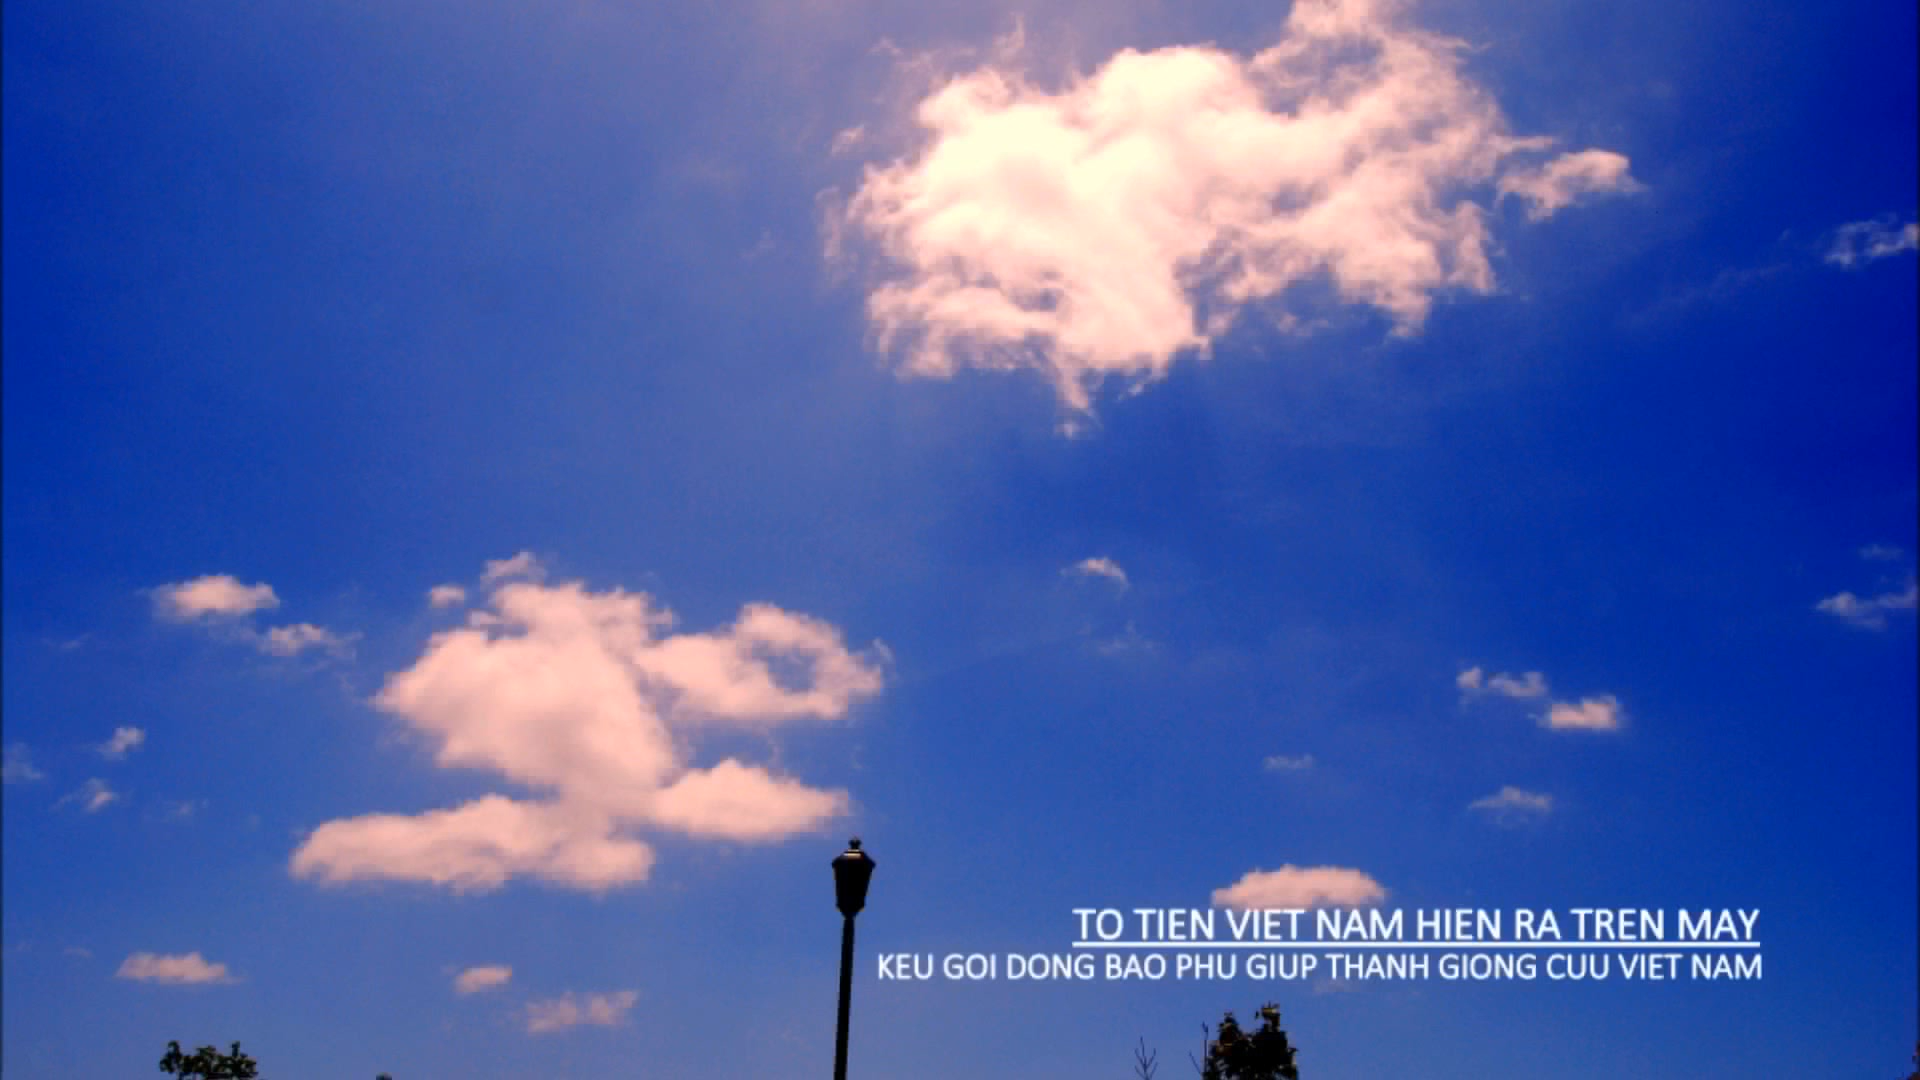 TO TIEN VIET NAM HIEN RA TREN MAY
KEU GOI DONG BAO PHU GIUP THANH GIONG CUU VIET NAM